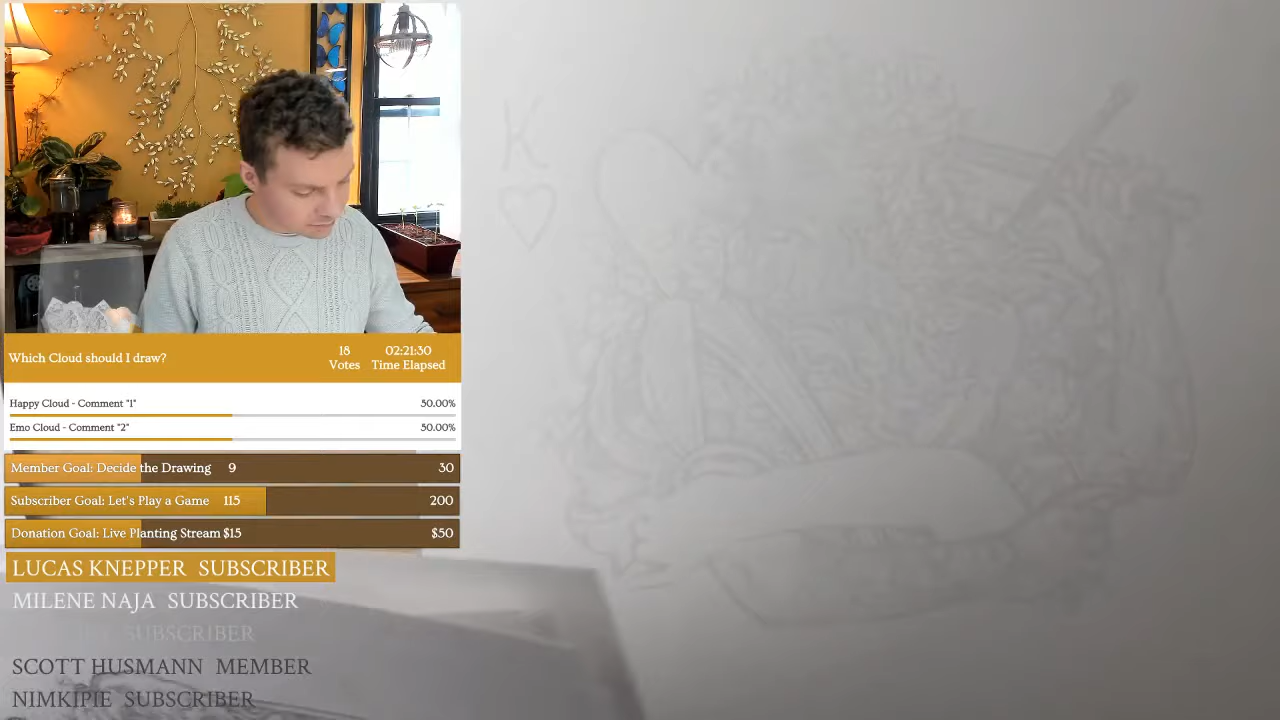 K
Which Cloud should I draw?
18 Votes
02:21:30 Time Elapsed
Happy Cloud - Comment "1" 50.00%
Emo Cloud - Comment "2" 50.00%
Member Goal: Decide the Drawing 9 30
Subscriber Goal: Let's Play a Game 115 200
Donation Goal: Live Planting Stream $15 $50
LUCAS KNEPPER SUBSCRIBER
MILENE NAJA SUBSCRIBER
SUBSCRIBER
SCOTT HUSMANN MEMBER
NIMKIPIE SUBSCRIBER